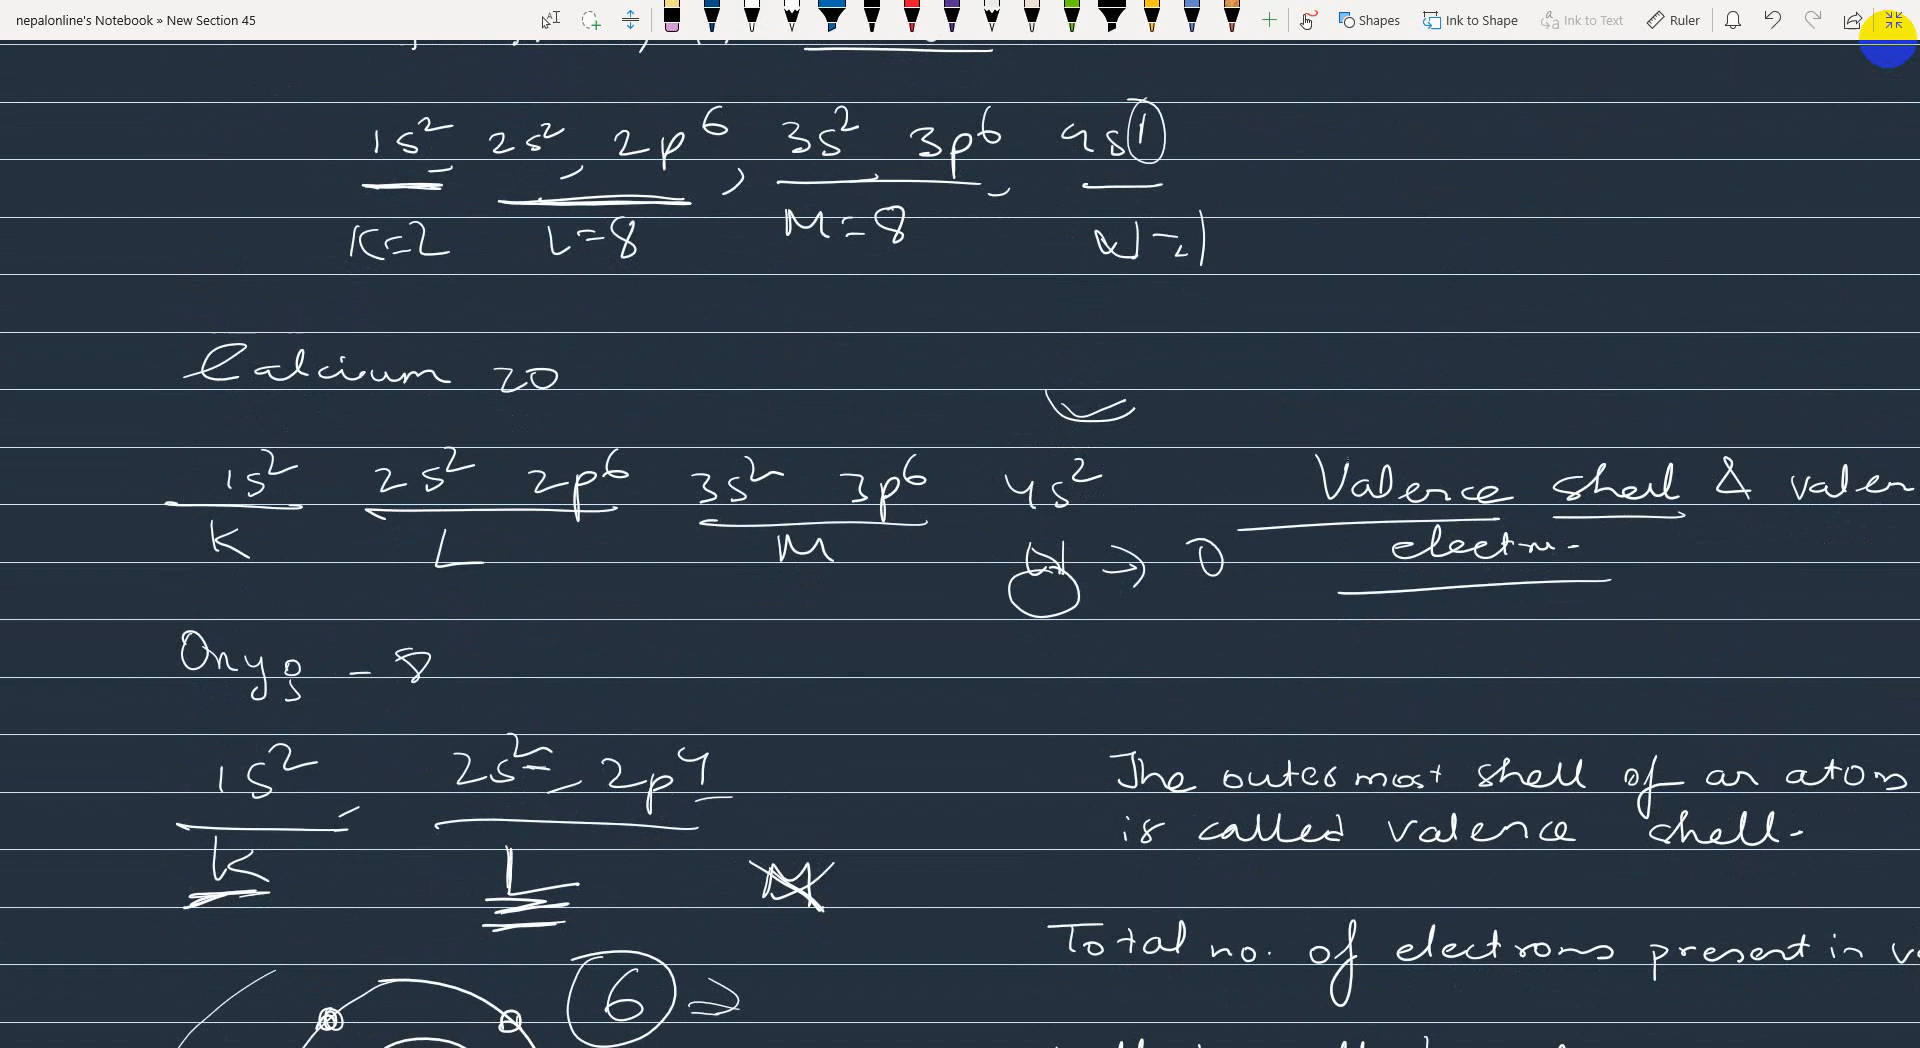 nepalonline's Notebook » New Section 45
Shapes Ink to Shape Ink to Text Ruler
1s² 2s², 2p⁶, 3s² 3p⁶, 4s¹
K=2 L=8 M=8 N=1
Calcium 20
1s² 2s² 2p⁶ 3s² 3p⁶ 4s² Valence shell & valen
K L M N → electrn.
Oxyg - 8
1s², 2s², 2p⁴
The outermost shell of an atom
is called valence shell.
K L M
Total no. of electrons present in v
6 ⇒